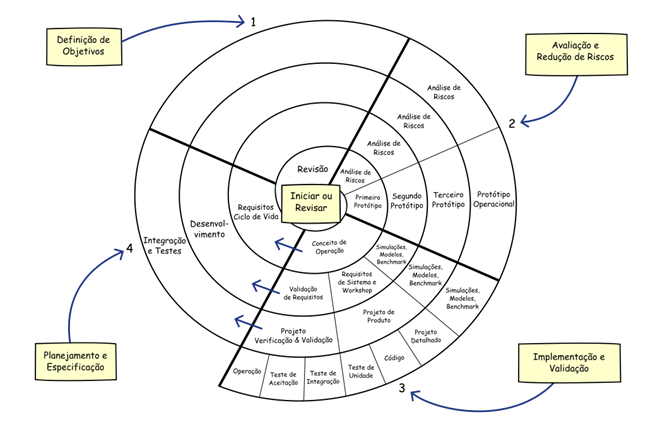 1
Definição de
Objetivos
Avaliação e
Redução de Riscos
2
Análise de
Riscos
Análise de
Riscos
Análise de
Riscos
Revisão
Análise de
Riscos
Iniciar ou
Revisar
Primeiro
Protótipo
Segundo
Protótipo
Terceiro
Protótipo
Protótipo
Operacional
Requisitos
Ciclo de Vida
Desenvol-
vimento
Integração
e Testes
4
Conceito de
Operação
Simulações,
Modelos,
Benchmark
Simulações,
Modelos,
Benchmark
Simulações,
Modelos,
Benchmark
Validação
de Requisitos
Requisitos
de Sistema e
Workshop
Projeto
Verificação & Validação
Projeto de
Produto
Projeto
Detalhado
Operação
Teste de
Aceitação
Teste de
Integração
Teste de
Unidade
Código
3
Planejamento e
Especificação
Implementação e
Validação